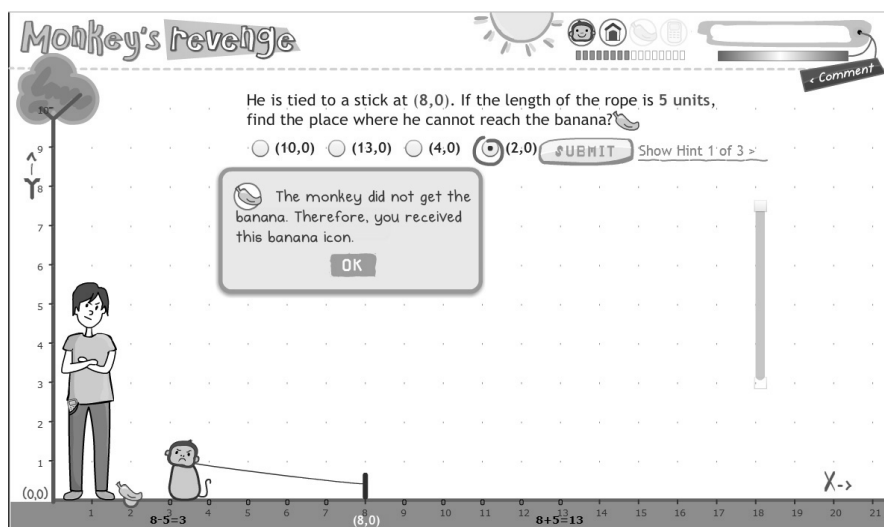 Monkey's revenge
< Comment
He is tied to a stick at (8,0). If the length of the rope is 5 units,
find the place where he cannot reach the banana?
(10,0) (13,0) (4,0) (2,0) SUBMIT Show Hint 1 of 3 >
The monkey did not get the
banana. Therefore, you received
this banana icon.
OK
10
9
<-Y
8
7
6
5
4
3
2
1
(0,0)
X->
1 2 3 4 5 6 7 (8,0) 9 10 11 12 13 14 15 16 17 18 19 20 21
8-5=3 8+5=13